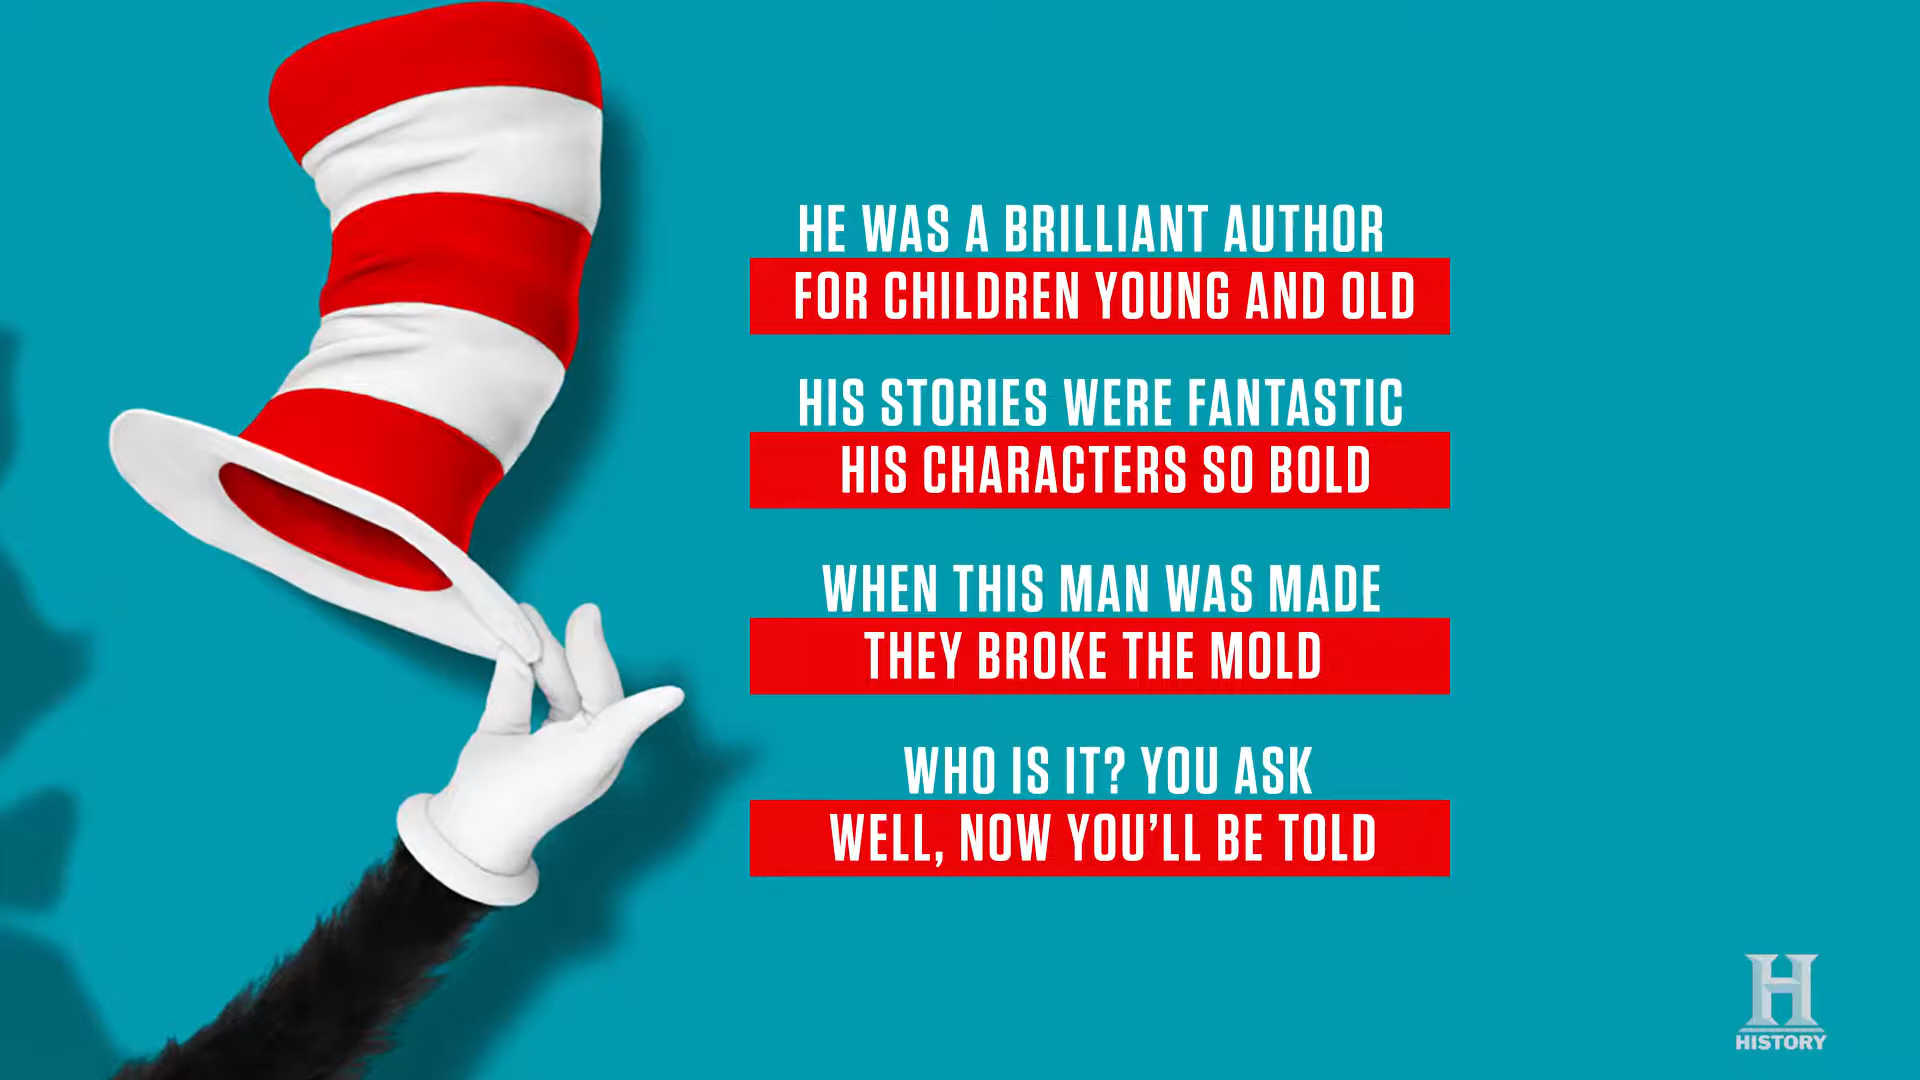 HE WAS A BRILLIANT AUTHOR
FOR CHILDREN YOUNG AND OLD
HIS STORIES WERE FANTASTIC
HIS CHARACTERS SO BOLD
WHEN THIS MAN WAS MADE
THEY BROKE THE MOLD
WHO IS IT? YOU ASK
WELL, NOW YOU'LL BE TOLD
H
HISTORY